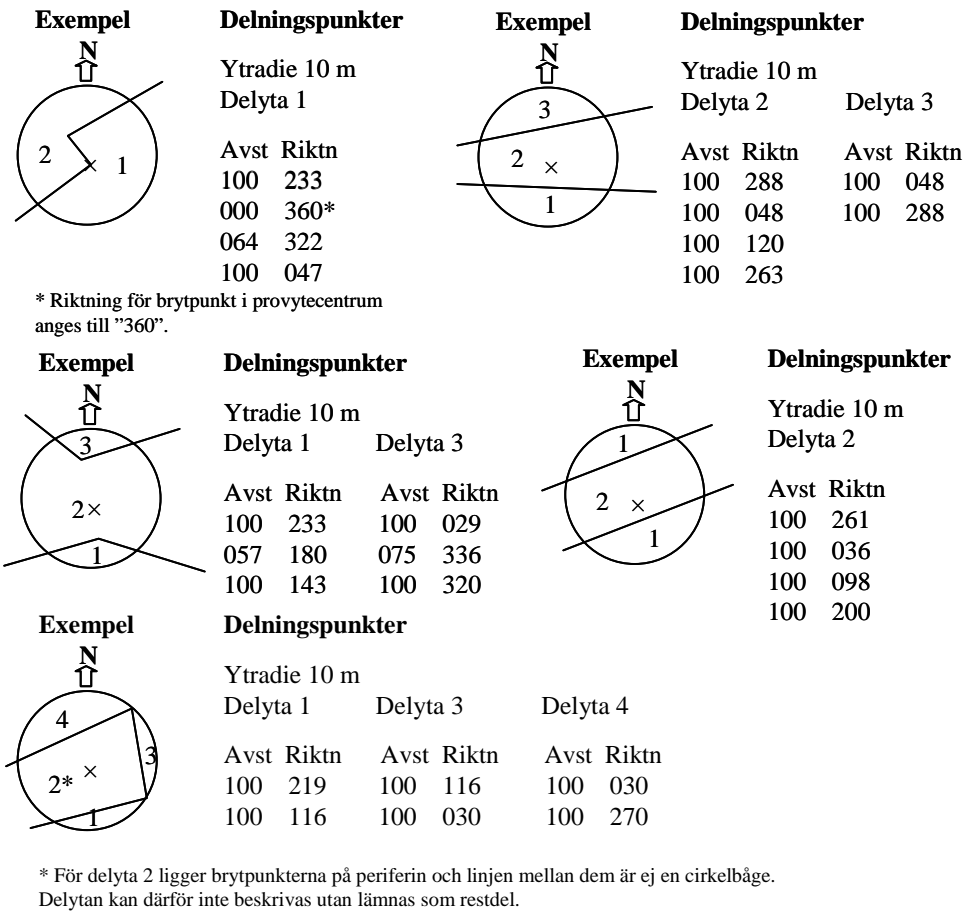 Exempel
N
2
1
Delningspunkter
Ytradie 10 m
Delyta 1
Avst Riktn
100 233
000 360*
064 322
100 047
* Riktning för brytpunkt i provytecentrum
anges till ”360”.
Exempel
N
3
2
1
Delningspunkter
Ytradie 10 m
Delyta 2 Delyta 3
Avst Riktn Avst Riktn
100 288 100 048
100 048 100 288
100 120
100 263
Exempel
N
3
2
1
Delningspunkter
Ytradie 10 m
Delyta 1 Delyta 3
Avst Riktn Avst Riktn
100 233 100 029
057 180 075 336
100 143 100 320
Exempel
N
1
2
1
Delningspunkter
Ytradie 10 m
Delyta 2
Avst Riktn
100 261
100 036
100 098
100 200
Exempel
N
4
3
2*
1
Delningspunkter
Ytradie 10 m
Delyta 1 Delyta 3 Delyta 4
Avst Riktn Avst Riktn Avst Riktn
100 219 100 116 100 030
100 116 100 030 100 270
* För delyta 2 ligger brytpunkterna på periferin och linjen mellan dem är ej en cirkelbåge.
Delytan kan därför inte beskrivas utan lämnas som restdel.